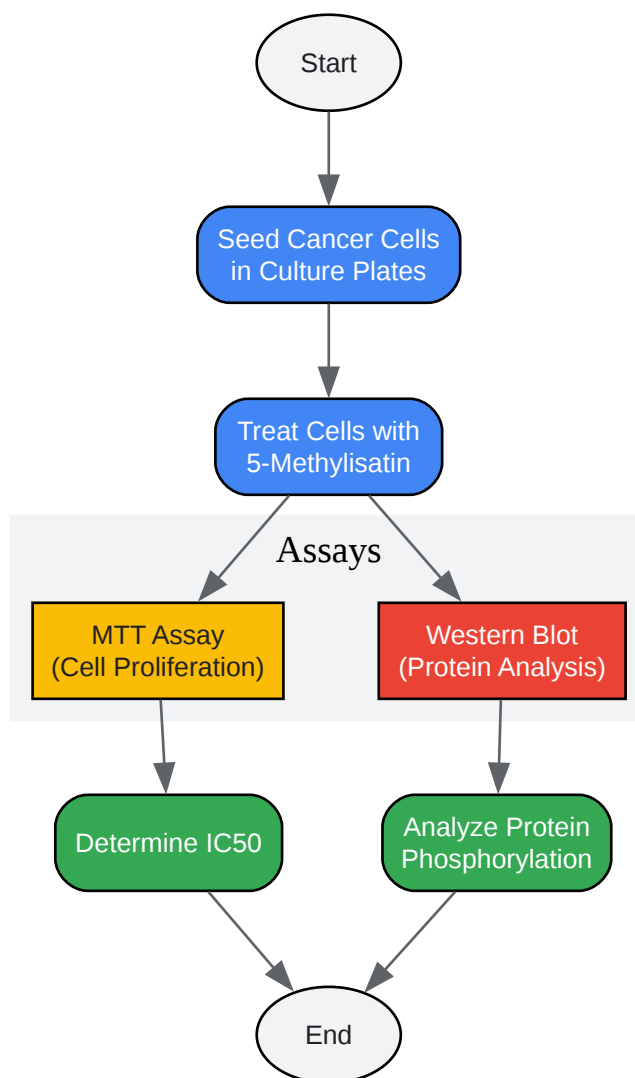 Start
Seed Cancer Cells
in Culture Plates
Treat Cells with
5-Methylisatin
Assays
MTT Assay
(Cell Proliferation)
Western Blot
(Protein Analysis)
Determine IC50
Analyze Protein
Phosphorylation
End